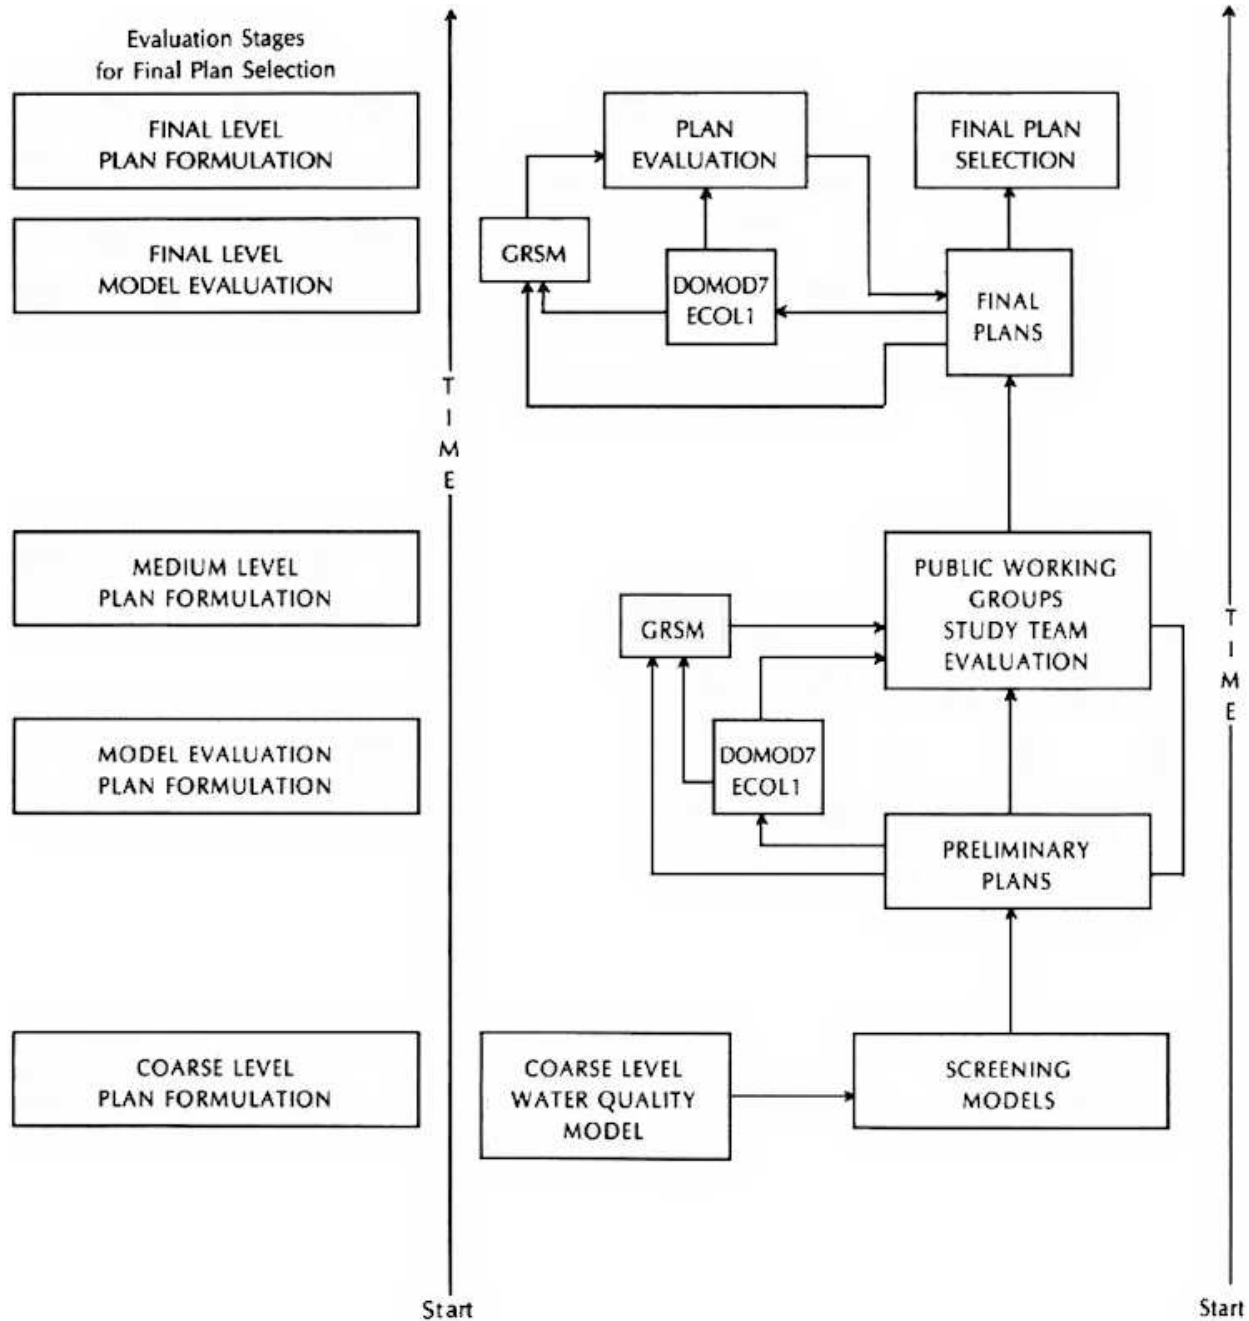 Evaluation Stages
for Final Plan Selection
FINAL LEVEL
PLAN FORMULATION
FINAL LEVEL
MODEL EVALUATION
MEDIUM LEVEL
PLAN FORMULATION
MODEL EVALUATION
PLAN FORMULATION
COARSE LEVEL
PLAN FORMULATION
T
I
M
E
Start
PLAN
EVALUATION
FINAL PLAN
SELECTION
GRSM
DOMOD7
ECOL1
FINAL
PLANS
PUBLIC WORKING
GROUPS
STUDY TEAM
EVALUATION
GRSM
DOMOD7
ECOL1
PRELIMINARY
PLANS
COARSE LEVEL
WATER QUALITY
MODEL
SCREENING
MODELS
T
I
M
E
Start